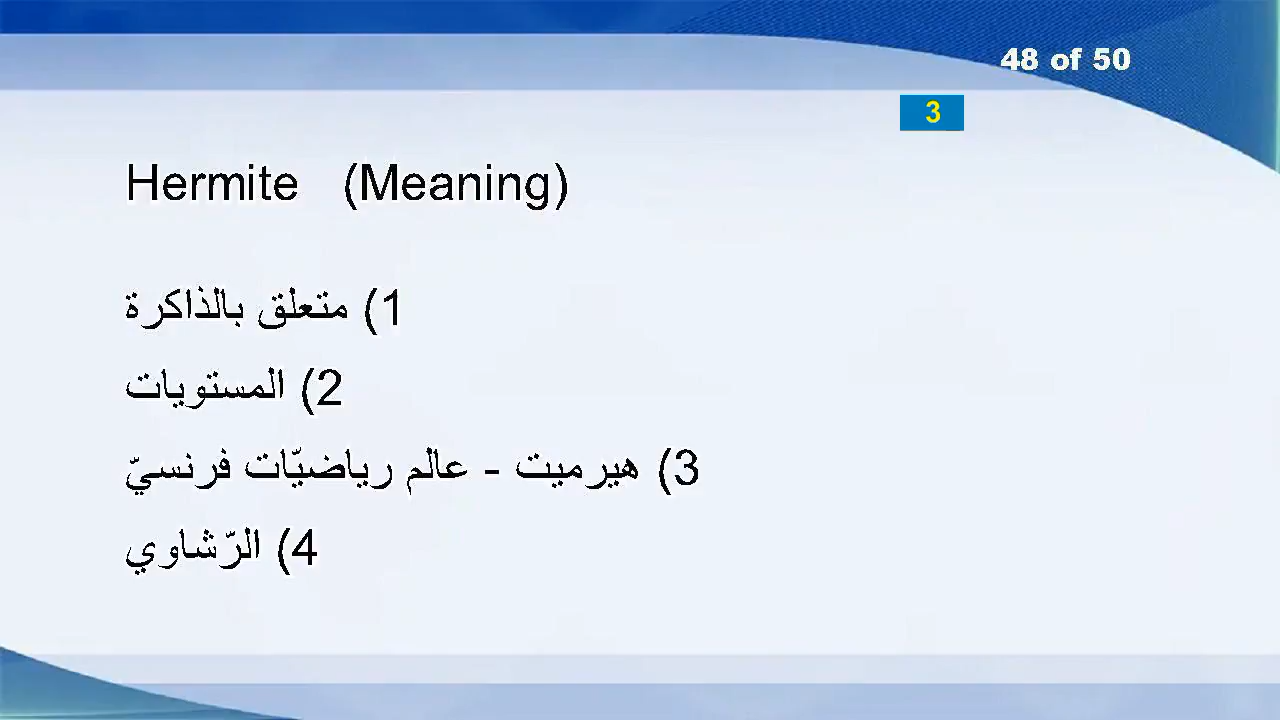 48 of 50
3
Hermite (Meaning)
1) متعلق بالذاكرة
2) المستويات
3) هيرميت - عالم رياضيّات فرنسيّ
4) الرّشاوي